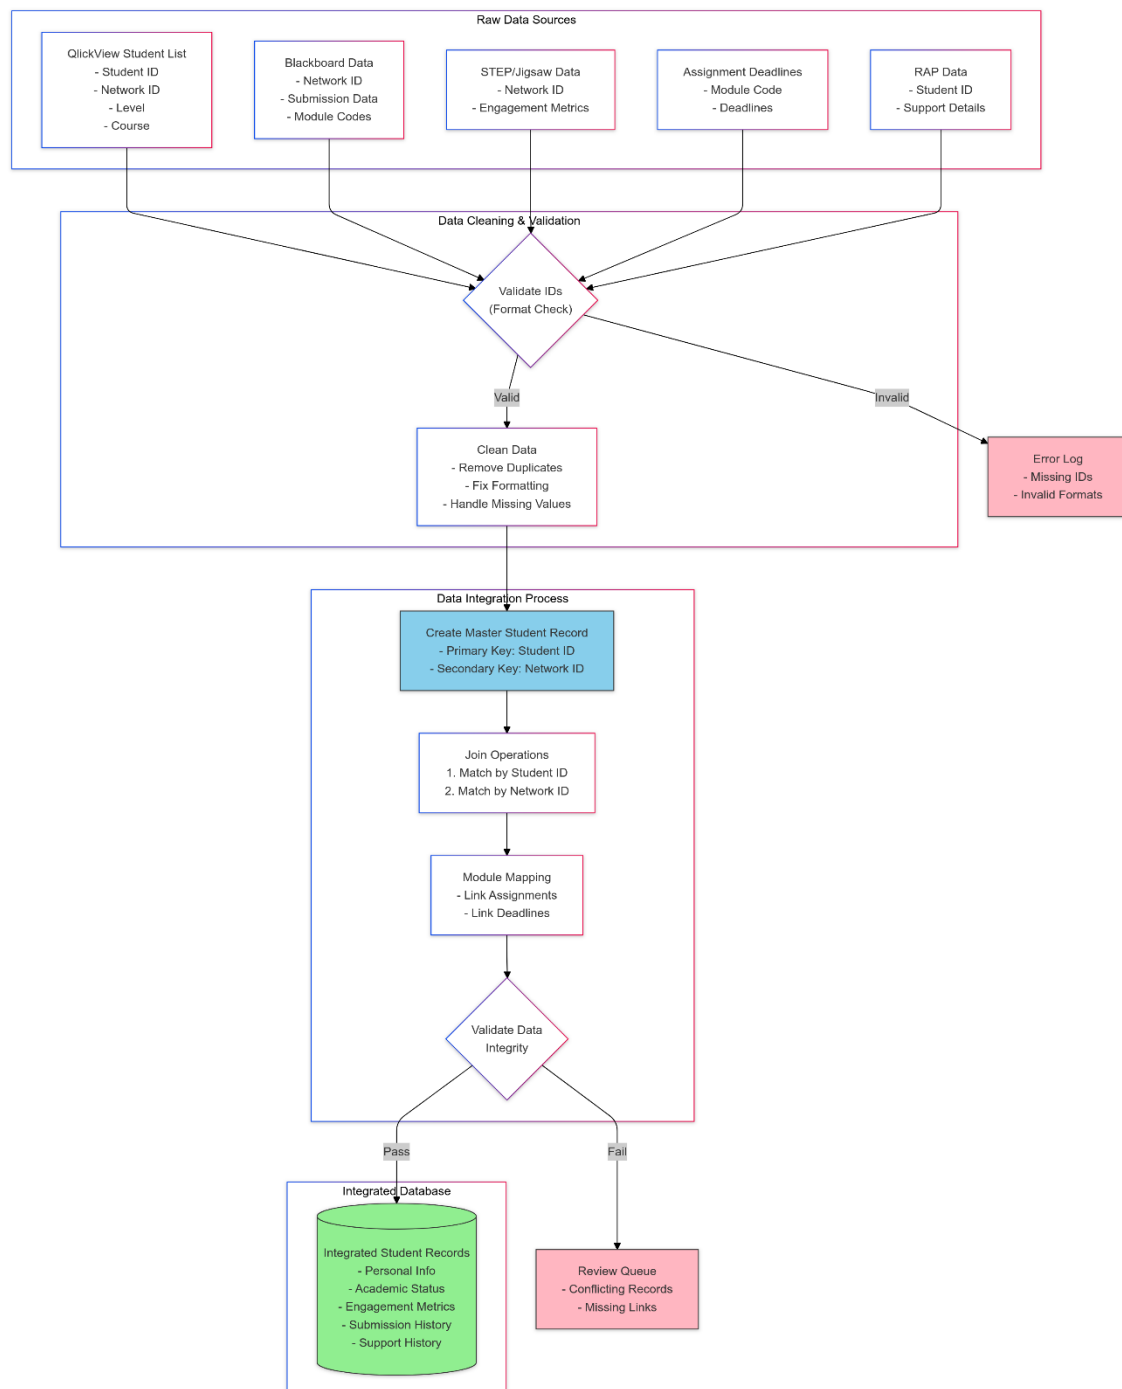 Raw Data Sources
QlickView Student List
- Student ID
- Network ID
- Level
- Course
Blackboard Data
- Network ID
- Submission Data
- Module Codes
STEP/Jigsaw Data
- Network ID
- Engagement Metrics
Assignment Deadlines
- Module Code
- Deadlines
RAP Data
- Student ID
- Support Details
Data Cleaning & Validation
Validate IDs
(Format Check)
Valid
Invalid
Clean Data
- Remove Duplicates
- Fix Formatting
- Handle Missing Values
Error Log
- Missing IDs
- Invalid Formats
Data Integration Process
Create Master Student Record
- Primary Key: Student ID
- Secondary Key: Network ID
Join Operations
1. Match by Student ID
2. Match by Network ID
Module Mapping
- Link Assignments
- Link Deadlines
Validate Data
Integrity
Pass
Fail
Integrated Database
Integrated Student Records
- Personal Info
- Academic Status
- Engagement Metrics
- Submission History
- Support History
Review Queue
- Conflicting Records
- Missing Links